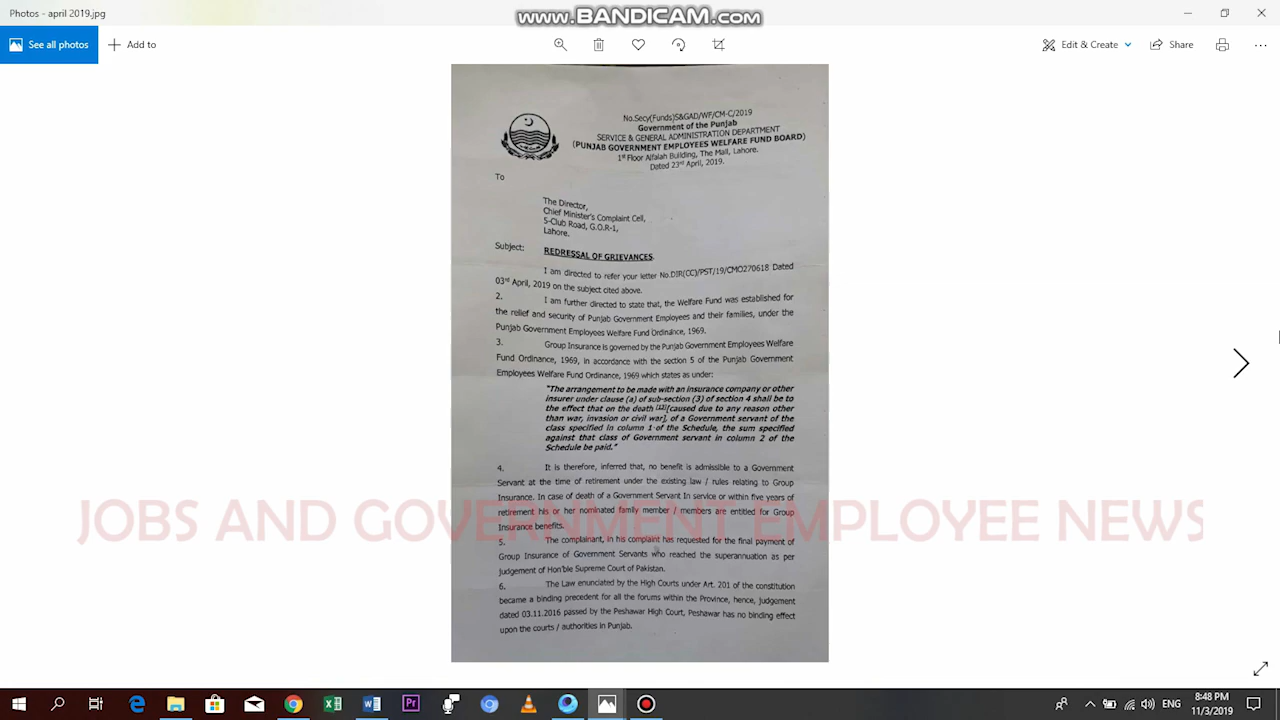 www.BANDICAM.com
Photos - april 2019.jpg
See all photos
Add to
Edit & Create
Share
No.Secy(Funds)S&GAD/WF/CM-C/2019
Government of the Punjab
SERVICE & GENERAL ADMINISTRATION DEPARTMENT
(PUNJAB GOVERNMENT EMPLOYEES WELFARE FUND BOARD)
1st Floor Alfalah Building, The Mall, Lahore.
Dated 23rd April, 2019.
To
The Director,
Chief Minister's Complaint Cell,
5-Club Road, G.O.R-1,
Lahore.
Subject: REDRESSAL OF GRIEVANCES.
I am directed to refer your letter No.DIR(CC)/PST/19/CMO270618 Dated
03rd April, 2019 on the subject cited above.
2. I am further directed to state that, the Welfare Fund was established for
the relief and security of Punjab Government Employees and their families, under the
Punjab Government Employees Welfare Fund Ordinance, 1969.
3. Group Insurance is governed by the Punjab Government Employees Welfare
Fund Ordinance, 1969, in accordance with the section 5 of the Punjab Government
Employees Welfare Fund Ordinance, 1969 which states as under:
"The arrangement to be made with an insurance company or other
insurer under clause (a) of sub-section (3) of section 4 shall be to
the effect that on the death [12][caused due to any reason other
than war, invasion or civil war], of a Government servant of the
class specified in column 1 of the Schedule, the sum specified
against that class of Government servant in column 2 of the
Schedule be paid."
4. It is therefore, inferred that, no benefit is admissible to a Government
Servant at the time of retirement under the existing law / rules relating to Group
Insurance. In case of death of a Government Servant In service or within five years of
retirement his or her nominated family member / members are entitled for Group
Insurance benefits.
JOBS AND GOVERNMENT EMPLOYEE NEWS
5. The complainant, in his complaint has requested for the final payment of
Group Insurance of Government Servants who reached the superannuation as per
judgement of Hon'ble Supreme Court of Pakistan.
6. The Law enunciated by the High Courts under Art. 201 of the constitution
became a binding precedent for all the forums within the Province, hence, judgement
dated 03.11.2016 passed by the Peshawar High Court, Peshawar has no binding effect
upon the courts / authorities in Punjab.
8:48 PM
ENG
11/3/2019